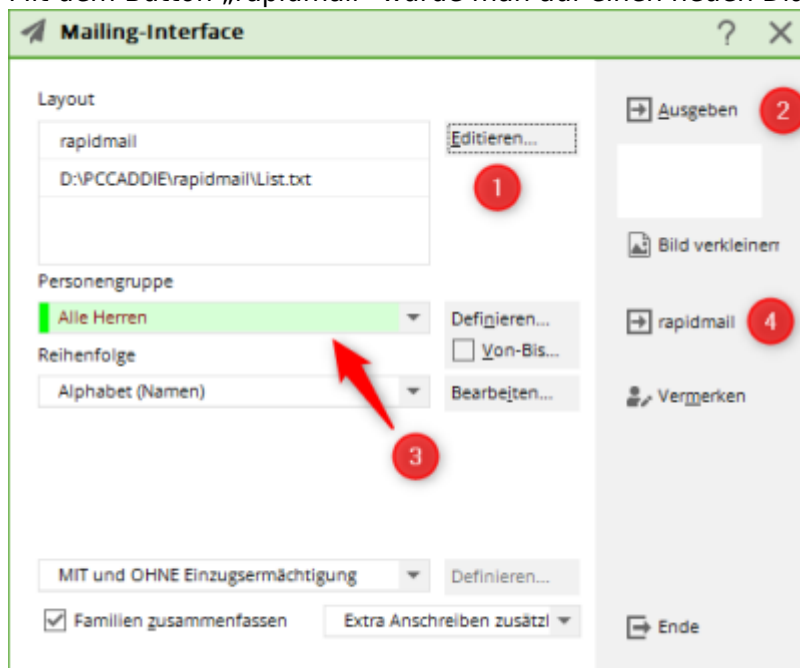 Mailing-Interface
?
Layout
rapidmail
D:\PCCADDIE\rapidmail\List.txt
Editieren...
1
Ausgeben
2
Bild verkleinern
Personengruppe
Alle Herren
Definieren...
Von-Bis...
rapidmail
4
Reihenfolge
Alphabet (Namen)
Bearbeiten...
Vermerken
3
MIT und OHNE Einzugsermächtigung
Definieren...
Familien zusammenfassen
Extra Anschreiben zusätzl
Ende